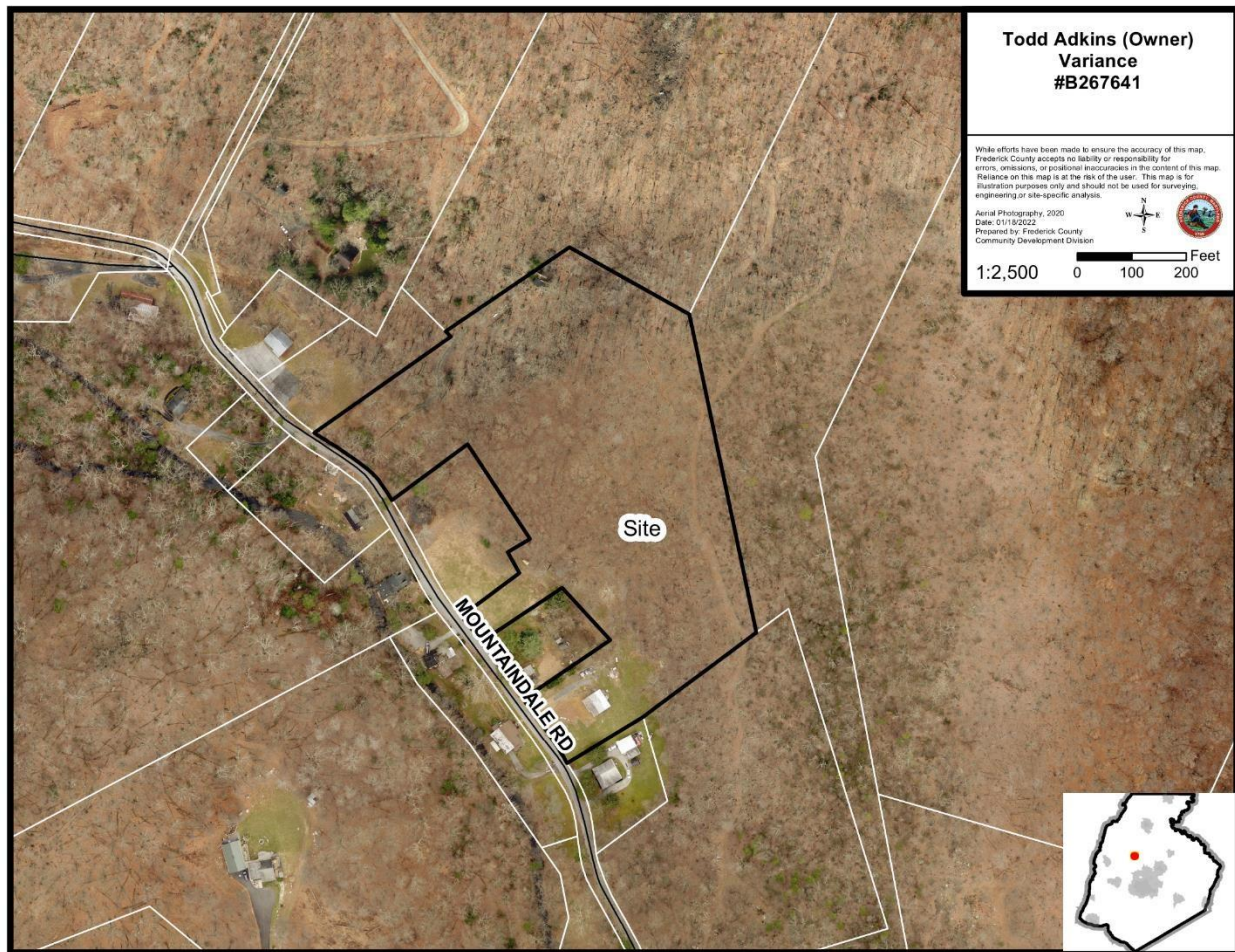 Todd Adkins (Owner)
Variance
#B267641
While efforts have been made to ensure the accuracy of this map,
Frederick County accepts no liability or responsibility for
errors, omissions, or positional inaccuracies in the content of this map.
Reliance on this map is at the risk of the user. This map is for
illustration purposes only and should not be used for surveying,
engineering,or site-specific analysis.
Aerial Photography, 2020
Date: 01/18/2022
Prepared by: Frederick County
Community Development Division
N
W E
S
1:2,500
Feet
0 100 200
Site
MOUNTAINDALE RD